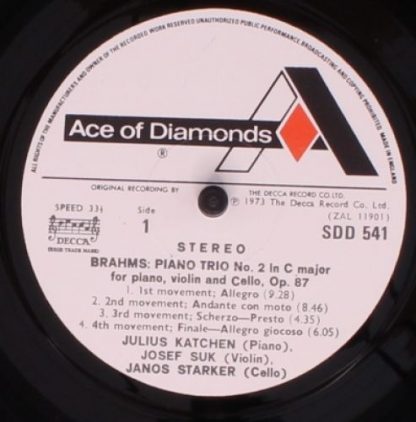 ALL RIGHTS OF THE MANUFACTURERS AND OWNER OF THE RECORDED WORK RESERVED UNAUTHORIZED PUBLIC PERFORMANCE, BROADCASTING AND COPYING PROHIBITED. MADE IN ENGLAND
Ace of Diamonds
®
ORIGINAL RECORDING BY THE DECCA RECORD CO. LTD.
SPEED 33⅓ Side ℗ 1973 The Decca Record Co. Ltd.
1 (ZAL 11901)
DECCA SDD 541
(REGD TRADE MARK)
STEREO
BRAHMS: PIANO TRIO No. 2 in C major
for piano, violin and Cello, Op. 87
1. 1st movement; Allegro (9.28)
2. 2nd movement; Andante con moto (8.46)
3. 3rd movement; Scherzo—Presto (4.35)
4. 4th movement; Finale—Allegro giocoso (6.05)
JULIUS KATCHEN (Piano),
JOSEF SUK (Violin),
JANOS STARKER (Cello)